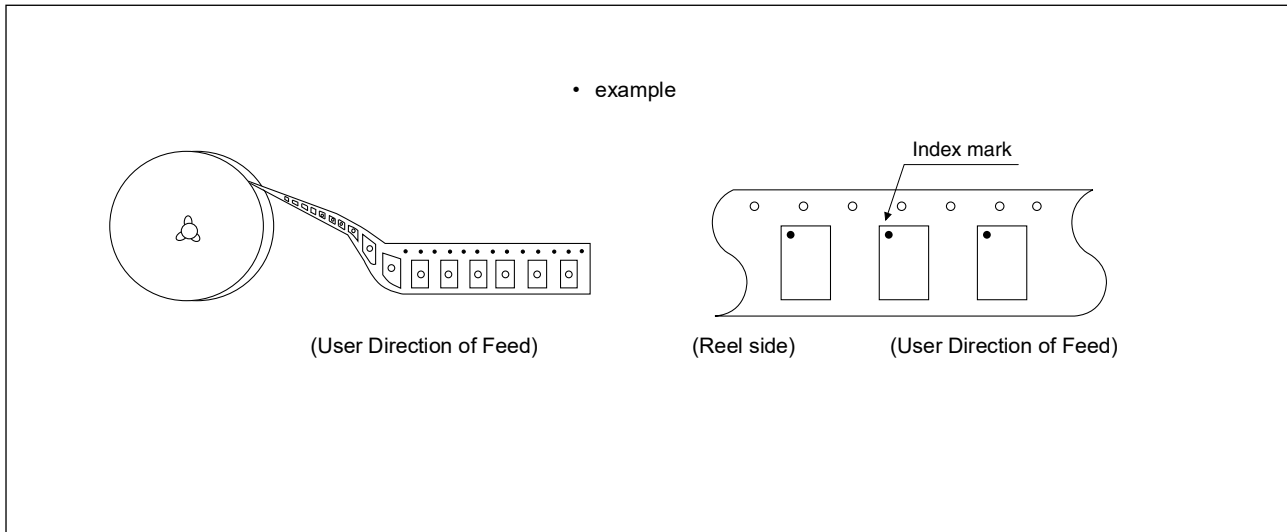 • example
Index mark
(User Direction of Feed)
(Reel side)
(User Direction of Feed)